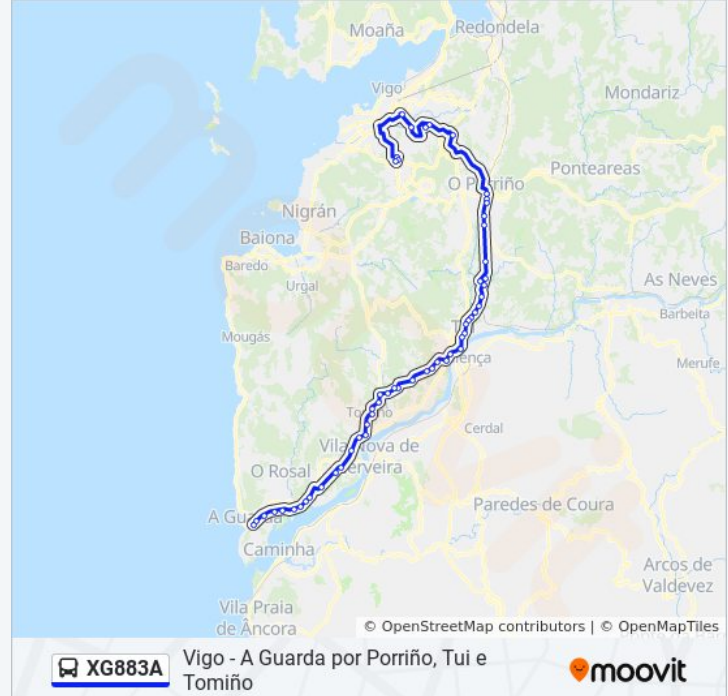 Moaña
Redondela
Vigo
Mondariz
Ponteareas
O Porriño
Nigrán
Baiona
Baredo
Urgal
As Neves
Barbeita
Mougás
Merufe
Cerdal
O Rosal
Paredes de Coura
A Guarda
Caminha
Arcos de
Valdevez
Vila Praia
de Âncora
© OpenStreetMap contributors | © OpenMapTiles
XG883A
Vigo - A Guarda por Porriño, Tui e
Tomiño
moovit